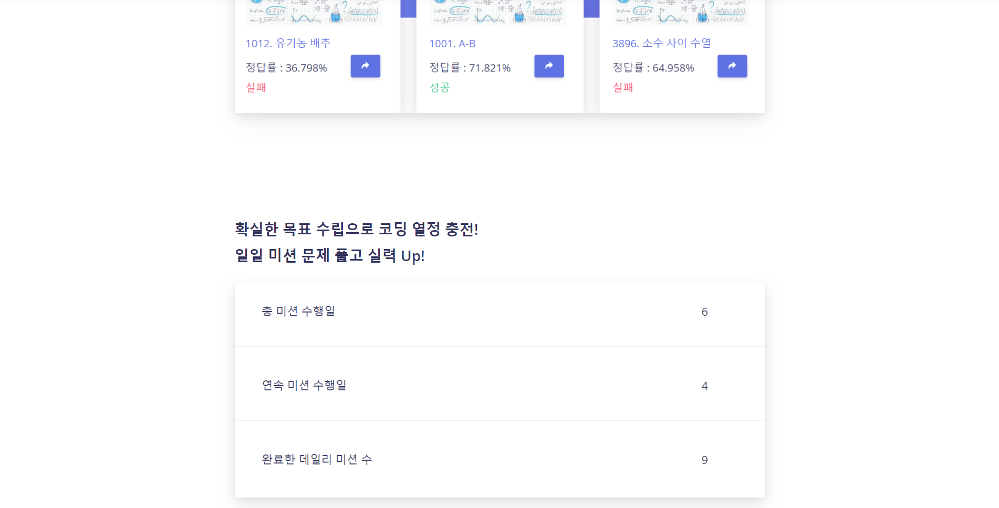 1012. 유기농 배추
정답률 : 36.798%
실패
1001. A-B
정답률 : 71.821%
성공
3896. 소수 사이 수열
정답률 : 64.958%
실패
확실한 목표 수립으로 코딩 열정 충전!
일일 미션 문제 풀고 실력 Up!
총 미션 수행일 6
연속 미션 수행일 4
완료한 데일리 미션 수 9